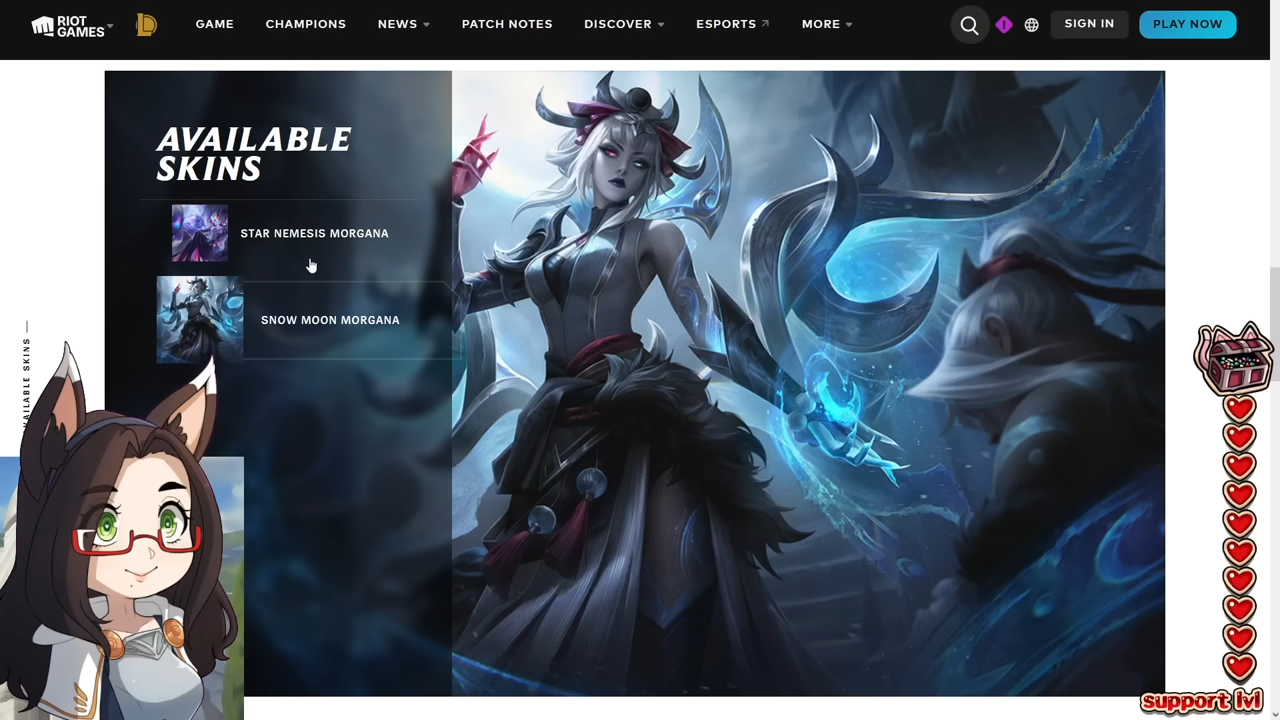 RIOT
GAMES
GAME
CHAMPIONS
NEWS
PATCH NOTES
DISCOVER
ESPORTS
MORE
SIGN IN
PLAY NOW
AVAILABLE
SKINS
STAR NEMESIS MORGANA
SNOW MOON MORGANA
SKINS
support lvl